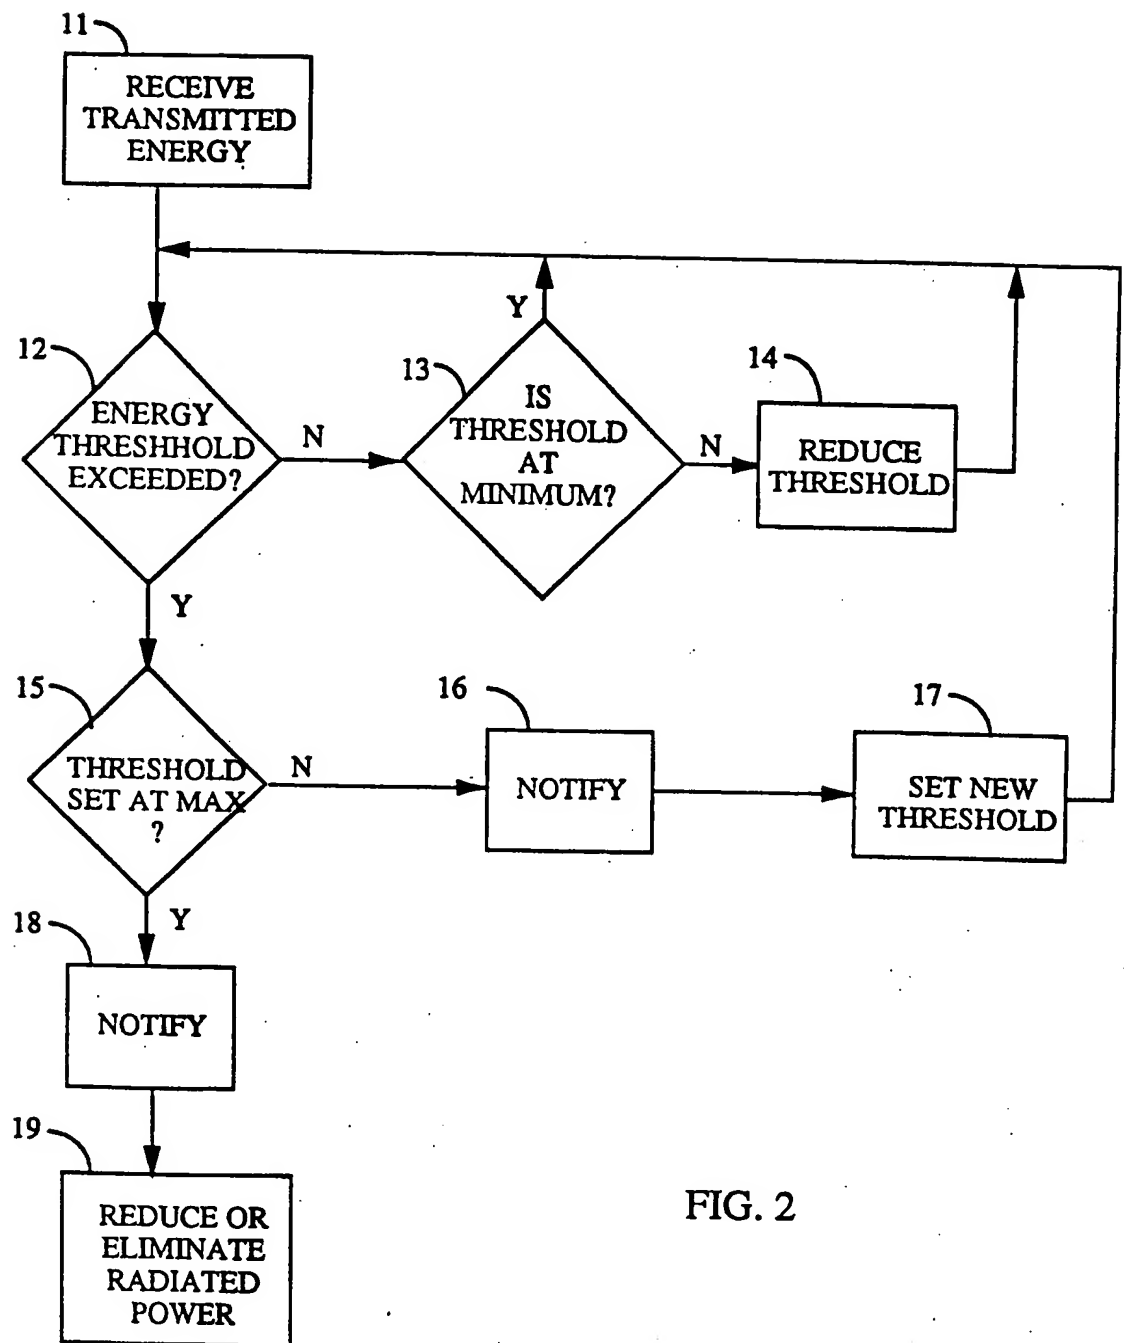 11
RECEIVE
TRANSMITTED
ENERGY
12
ENERGY
THRESHHOLD
EXCEEDED?
N
Y
13
IS
THRESHOLD
AT
MINIMUM?
Y
N
14
REDUCE
THRESHOLD
15
THRESHOLD
SET AT MAX
?
N
Y
16
NOTIFY
17
SET NEW
THRESHOLD
18
NOTIFY
19
REDUCE OR
ELIMINATE
RADIATED
POWER
FIG. 2